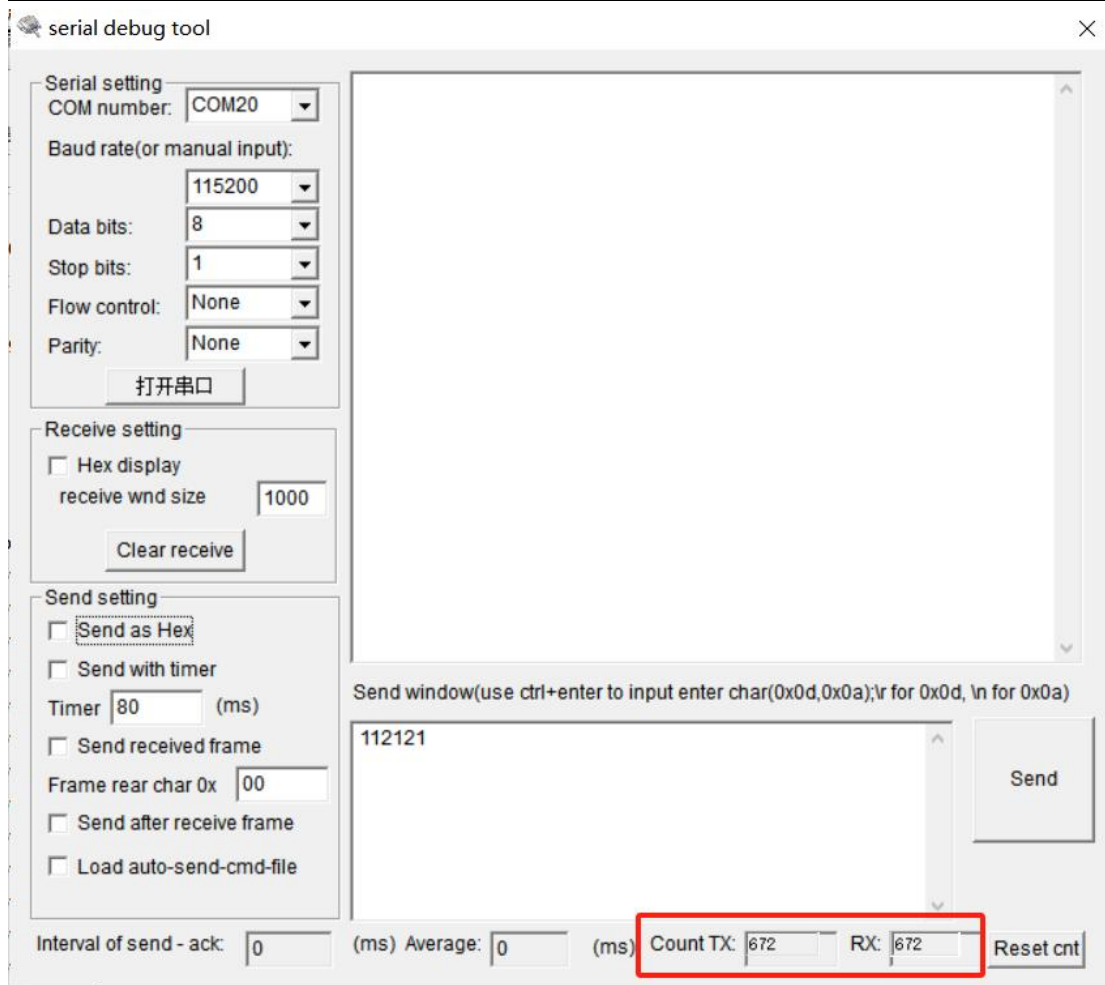 serial debug tool
Serial setting
COM number: COM20
Baud rate(or manual input):
115200
Data bits: 8
Stop bits: 1
Flow control: None
Parity: None
打开串口
Receive setting
Hex display
receive wnd size 1000
Clear receive
Send setting
Send as Hex
Send with timer
Timer 80 (ms)
Send received frame
Frame rear char 0x 00
Send after receive frame
Load auto-send-cmd-file
Send window(use ctrl+enter to input enter char(0x0d,0x0a);\r for 0x0d, \n for 0x0a)
112121
Send
Interval of send - ack: 0 (ms) Average: 0 (ms) Count TX: 672 RX: 672 Reset cnt